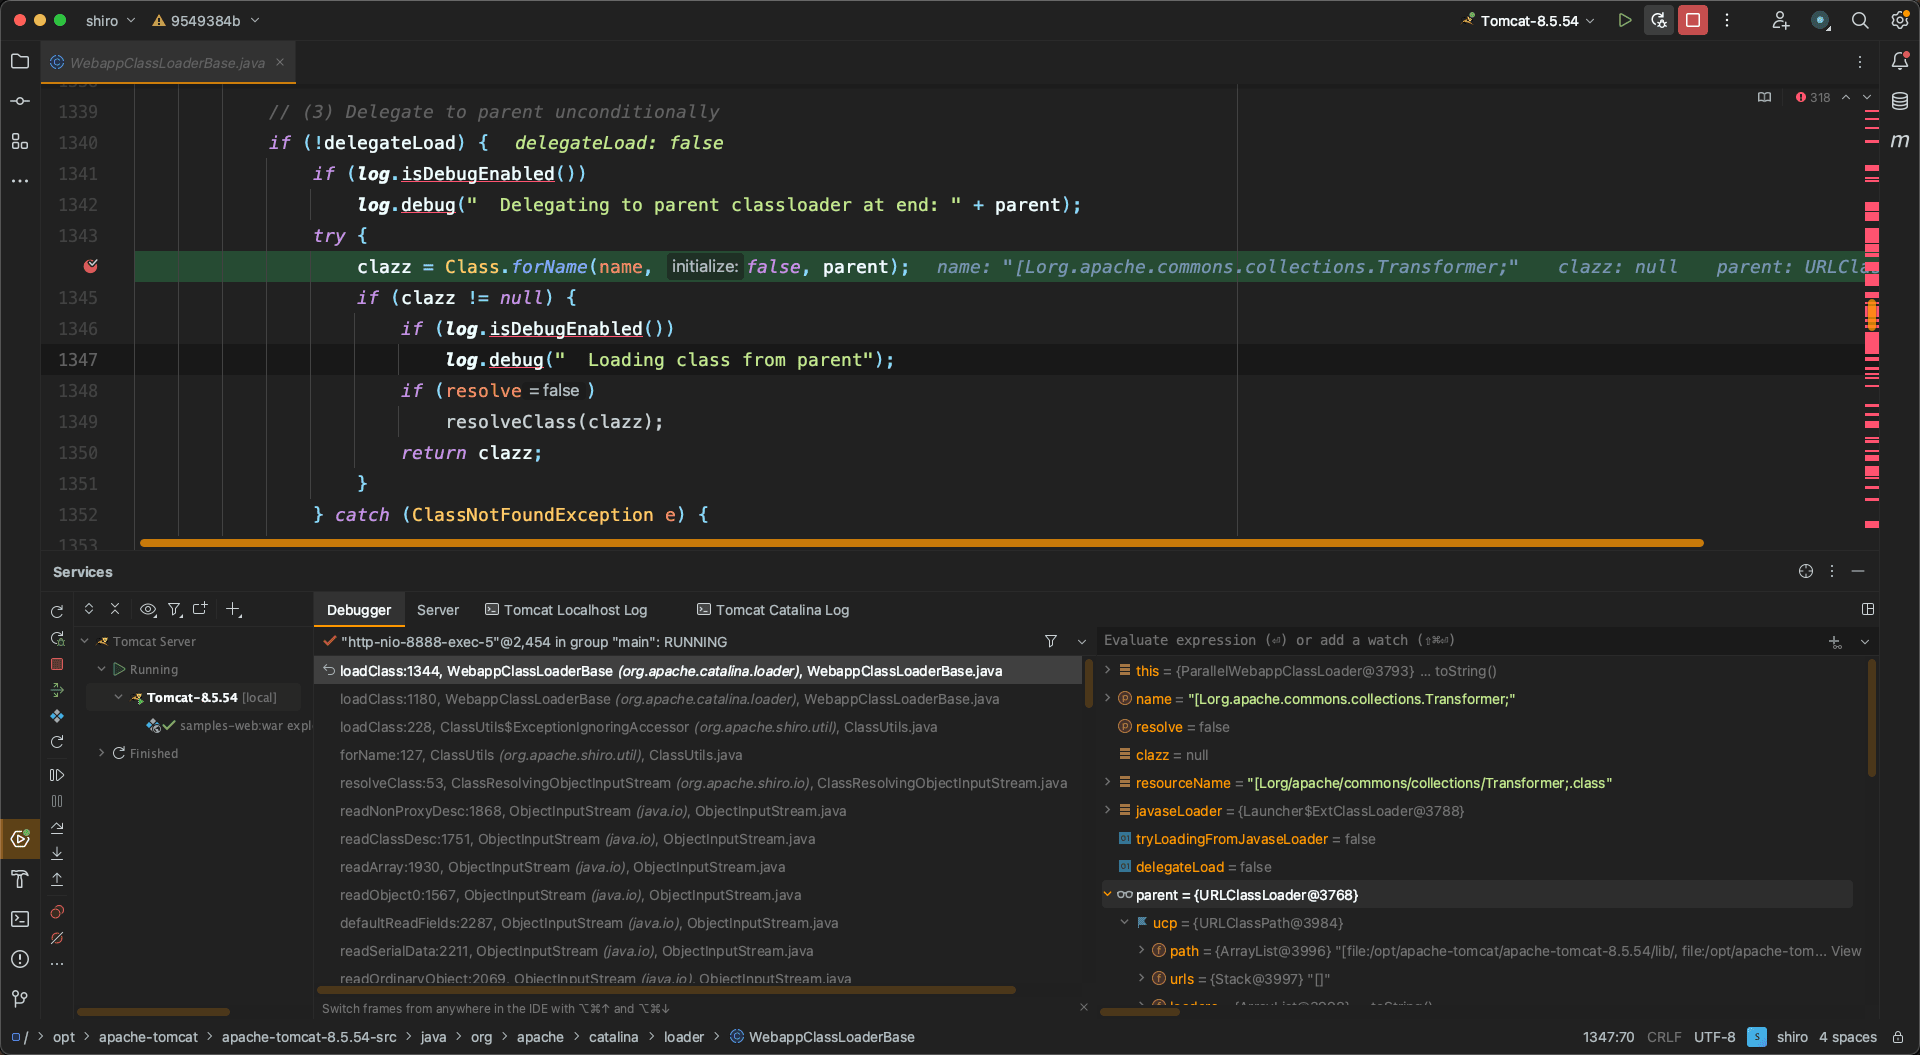 shiro 9549384b Tomcat-8.5.54
WebappClassLoaderBase.java
318
1339 // (3) Delegate to parent unconditionally
1340 if (!delegateLoad) { delegateLoad: false
1341 if (log.isDebugEnabled())
1342 log.debug("  Delegating to parent classloader at end: " + parent);
1343 try {
clazz = Class.forName(name, initialize: false, parent); name: "[Lorg.apache.commons.collections.Transformer;" clazz: null parent: URLCla
1345 if (clazz != null) {
1346 if (log.isDebugEnabled())
1347 log.debug("  Loading class from parent");
1348 if (resolve = false )
1349 resolveClass(clazz);
1350 return clazz;
1351 }
1352 } catch (ClassNotFoundException e) {
1353
Services
Debugger Server Tomcat Localhost Log Tomcat Catalina Log
Tomcat Server
Running
Tomcat-8.5.54 [local]
samples-web:war expl
Finished
"http-nio-8888-exec-5"@2,454 in group "main": RUNNING
loadClass:1344, WebappClassLoaderBase (org.apache.catalina.loader), WebappClassLoaderBase.java
loadClass:1180, WebappClassLoaderBase (org.apache.catalina.loader), WebappClassLoaderBase.java
loadClass:228, ClassUtils$ExceptionIgnoringAccessor (org.apache.shiro.util), ClassUtils.java
forName:127, ClassUtils (org.apache.shiro.util), ClassUtils.java
resolveClass:53, ClassResolvingObjectInputStream (org.apache.shiro.io), ClassResolvingObjectInputStream.java
readNonProxyDesc:1868, ObjectInputStream (java.io), ObjectInputStream.java
readClassDesc:1751, ObjectInputStream (java.io), ObjectInputStream.java
readArray:1930, ObjectInputStream (java.io), ObjectInputStream.java
readObject0:1567, ObjectInputStream (java.io), ObjectInputStream.java
defaultReadFields:2287, ObjectInputStream (java.io), ObjectInputStream.java
readSerialData:2211, ObjectInputStream (java.io), ObjectInputStream.java
readOrdinaryObject:2069, ObjectInputStream (java.io), ObjectInputStream.java
Switch frames from anywhere in the IDE with ⌥⌘↑ and ⌥⌘↓
Evaluate expression (⏎) or add a watch (⇧⌘⏎)
this = {ParallelWebappClassLoader@3793} ... toString()
name = "[Lorg.apache.commons.collections.Transformer;"
resolve = false
clazz = null
resourceName = "[Lorg/apache/commons/collections/Transformer;.class"
javaseLoader = {Launcher$ExtClassLoader@3788}
tryLoadingFromJavaseLoader = false
delegateLoad = false
parent = {URLClassLoader@3768}
ucp = {URLClassPath@3984}
path = {ArrayList@3996} "[file:/opt/apache-tomcat/apache-tomcat-8.5.54/lib/, file:/opt/apache-tom... View
urls = {Stack@3997} "[]"
/ opt apache-tomcat apache-tomcat-8.5.54-src java org apache catalina loader WebappClassLoaderBase 1347:70 CRLF UTF-8 S shiro 4 spaces